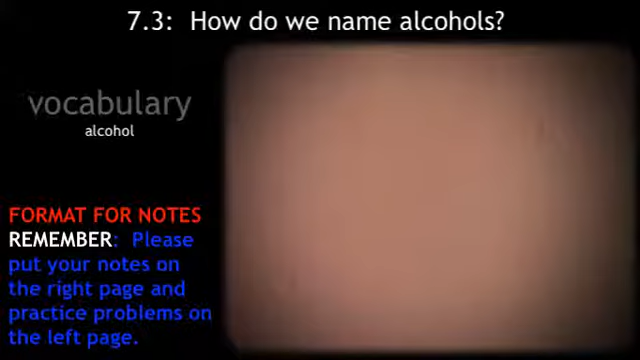 7.3:  How do we name alcohols?
vocabulary
alcohol
FORMAT FOR NOTES
REMEMBER:  Please
put your notes on
the right page and
practice problems on
the left page.